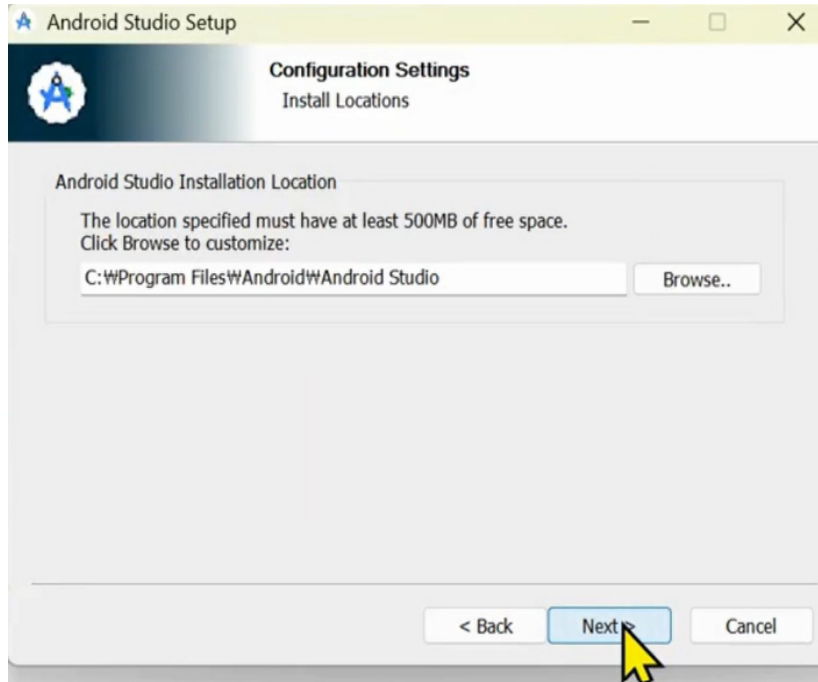 Android Studio Setup
Configuration Settings
Install Locations
Android Studio Installation Location
The location specified must have at least 500MB of free space.
Click Browse to customize:
C:₩Program Files₩Android₩Android Studio
Browse..
< Back
Next >
Cancel